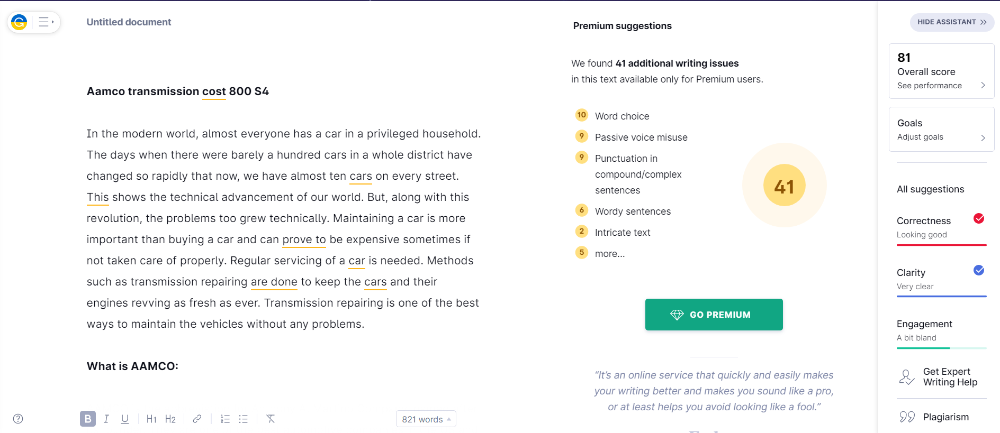 Untitled document
Aamco transmission cost 800 S4
In the modern world, almost everyone has a car in a privileged household.
The days when there were barely a hundred cars in a whole district have
changed so rapidly that now, we have almost ten cars on every street.
This shows the technical advancement of our world. But, along with this
revolution, the problems too grew technically. Maintaining a car is more
important than buying a car and can prove to be expensive sometimes if
not taken care of properly. Regular servicing of a car is needed. Methods
such as transmission repairing are done to keep the cars and their
engines revving as fresh as ever. Transmission repairing is one of the best
ways to maintain the vehicles without any problems.
What is AAMCO:
B I U H1 H2
821 words
Premium suggestions
We found 41 additional writing issues
in this text available only for Premium users.
10 Word choice
9 Passive voice misuse
9 Punctuation in
compound/complex
sentences
6 Wordy sentences
2 Intricate text
5 more...
41
GO PREMIUM
“It’s an online service that quickly and easily makes
your writing better and makes you sound like a pro,
or at least helps you avoid looking like a fool.”
HIDE ASSISTANT
81
Overall score
See performance
Goals
Adjust goals
All suggestions
Correctness
Looking good
Clarity
Very clear
Engagement
A bit bland
Get Expert
Writing Help
Plagiarism